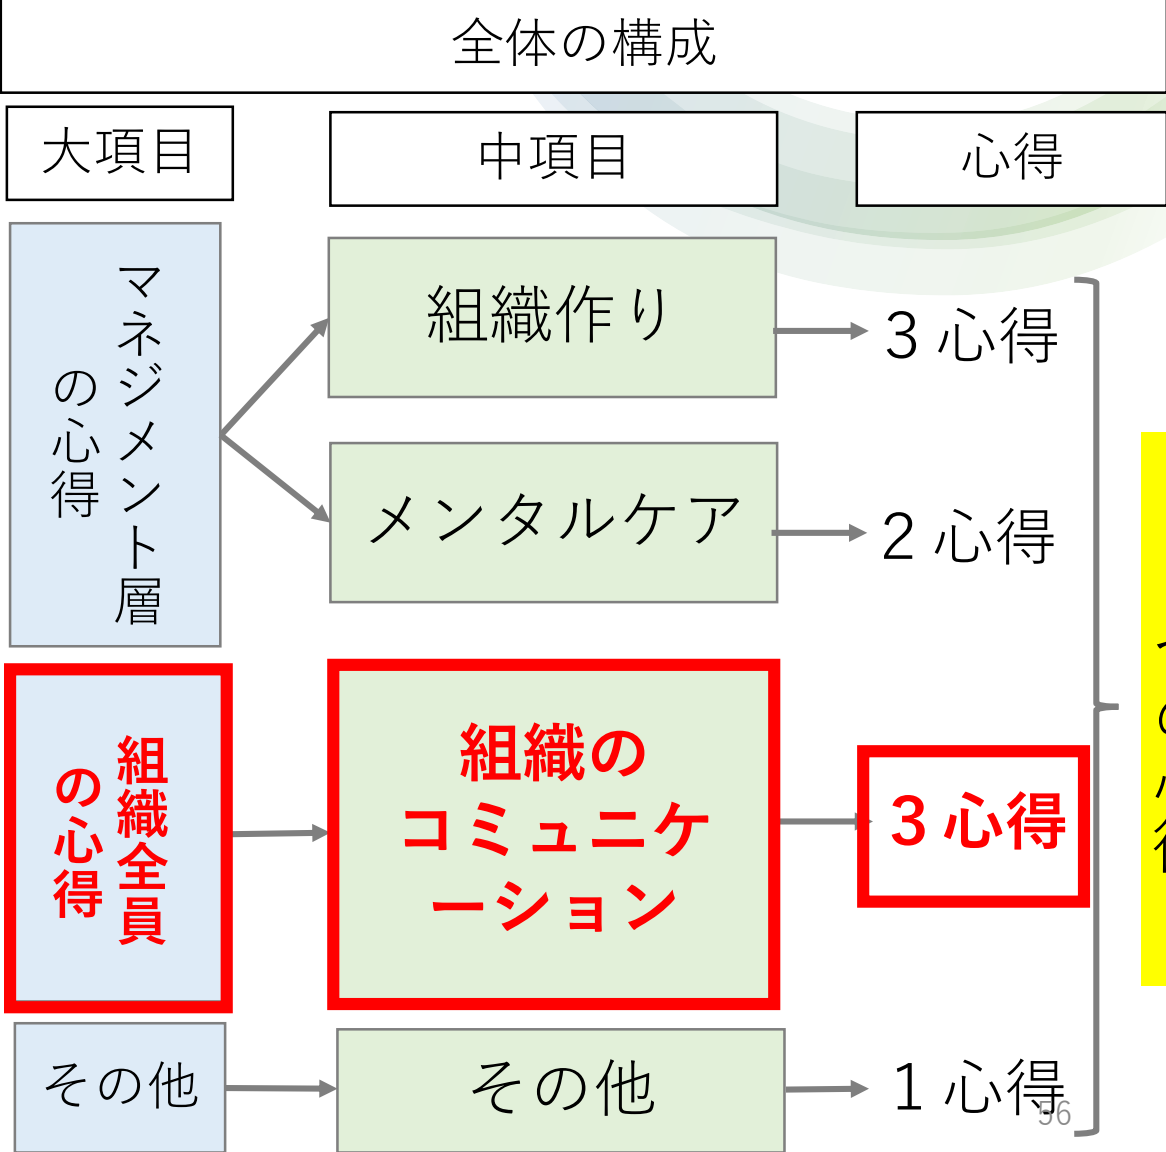 全体の構成
大項目
中項目
心得
マネジメント層
の心得
組織作り
3 心得
メンタルケア
2 心得
組織全員
の心得
組織の
コミュニケ
ーション
3 心得
その他
その他
1 心得
56